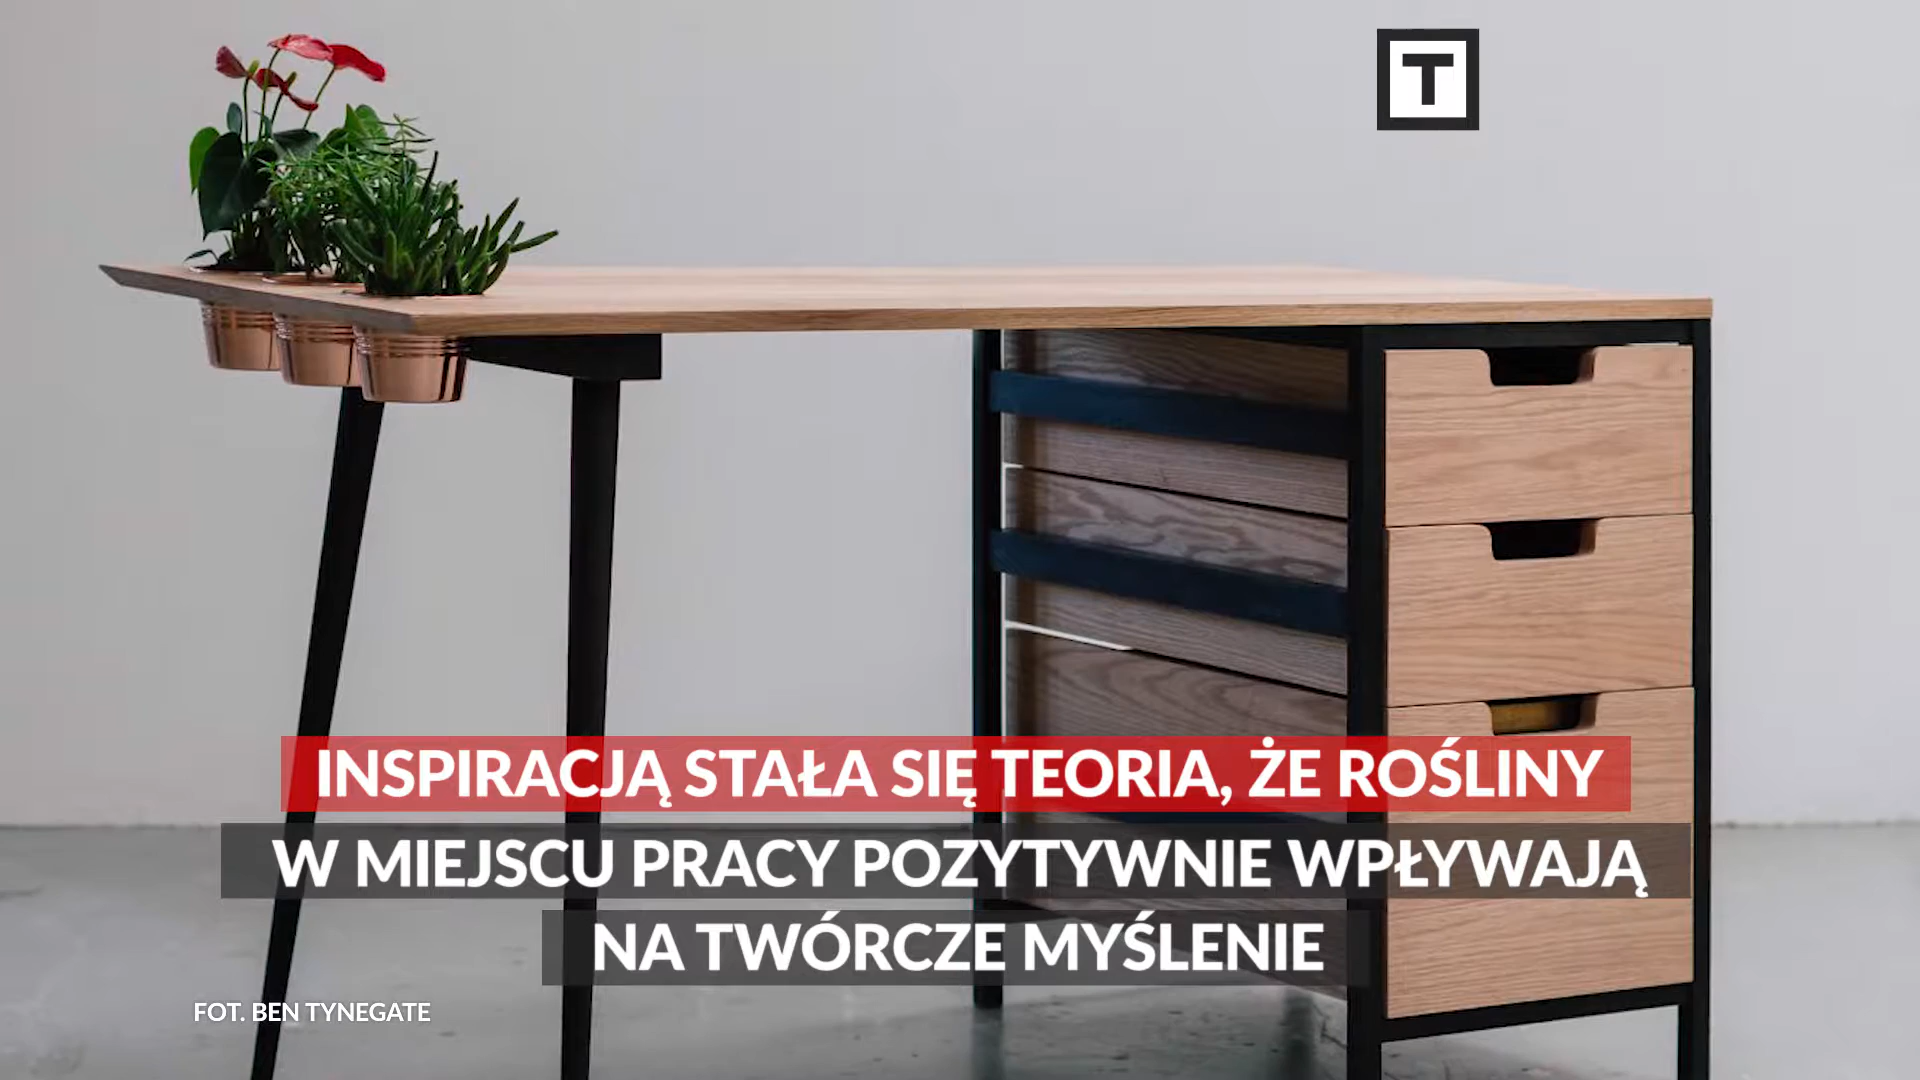 T
INSPIRACJĄ STAŁA SIĘ TEORIA, ŻE ROŚLINY
W MIEJSCU PRACY POZYTYWNIE WPŁYWAJĄ
NA TWÓRCZE MYŚLENIE
FOT. BEN TYNEGATE